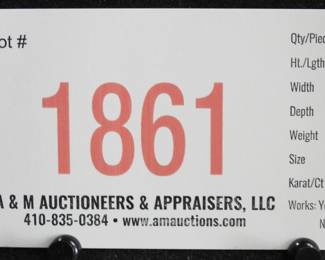 ot #
1861
A & M AUCTIONEERS & APPRAISERS, LLC
410-835-0384 • www.amauctions.com
Qty/Piec
Ht./Lgth
Width
Depth
Weight
Size
Karat/Ct
Works: Y
N